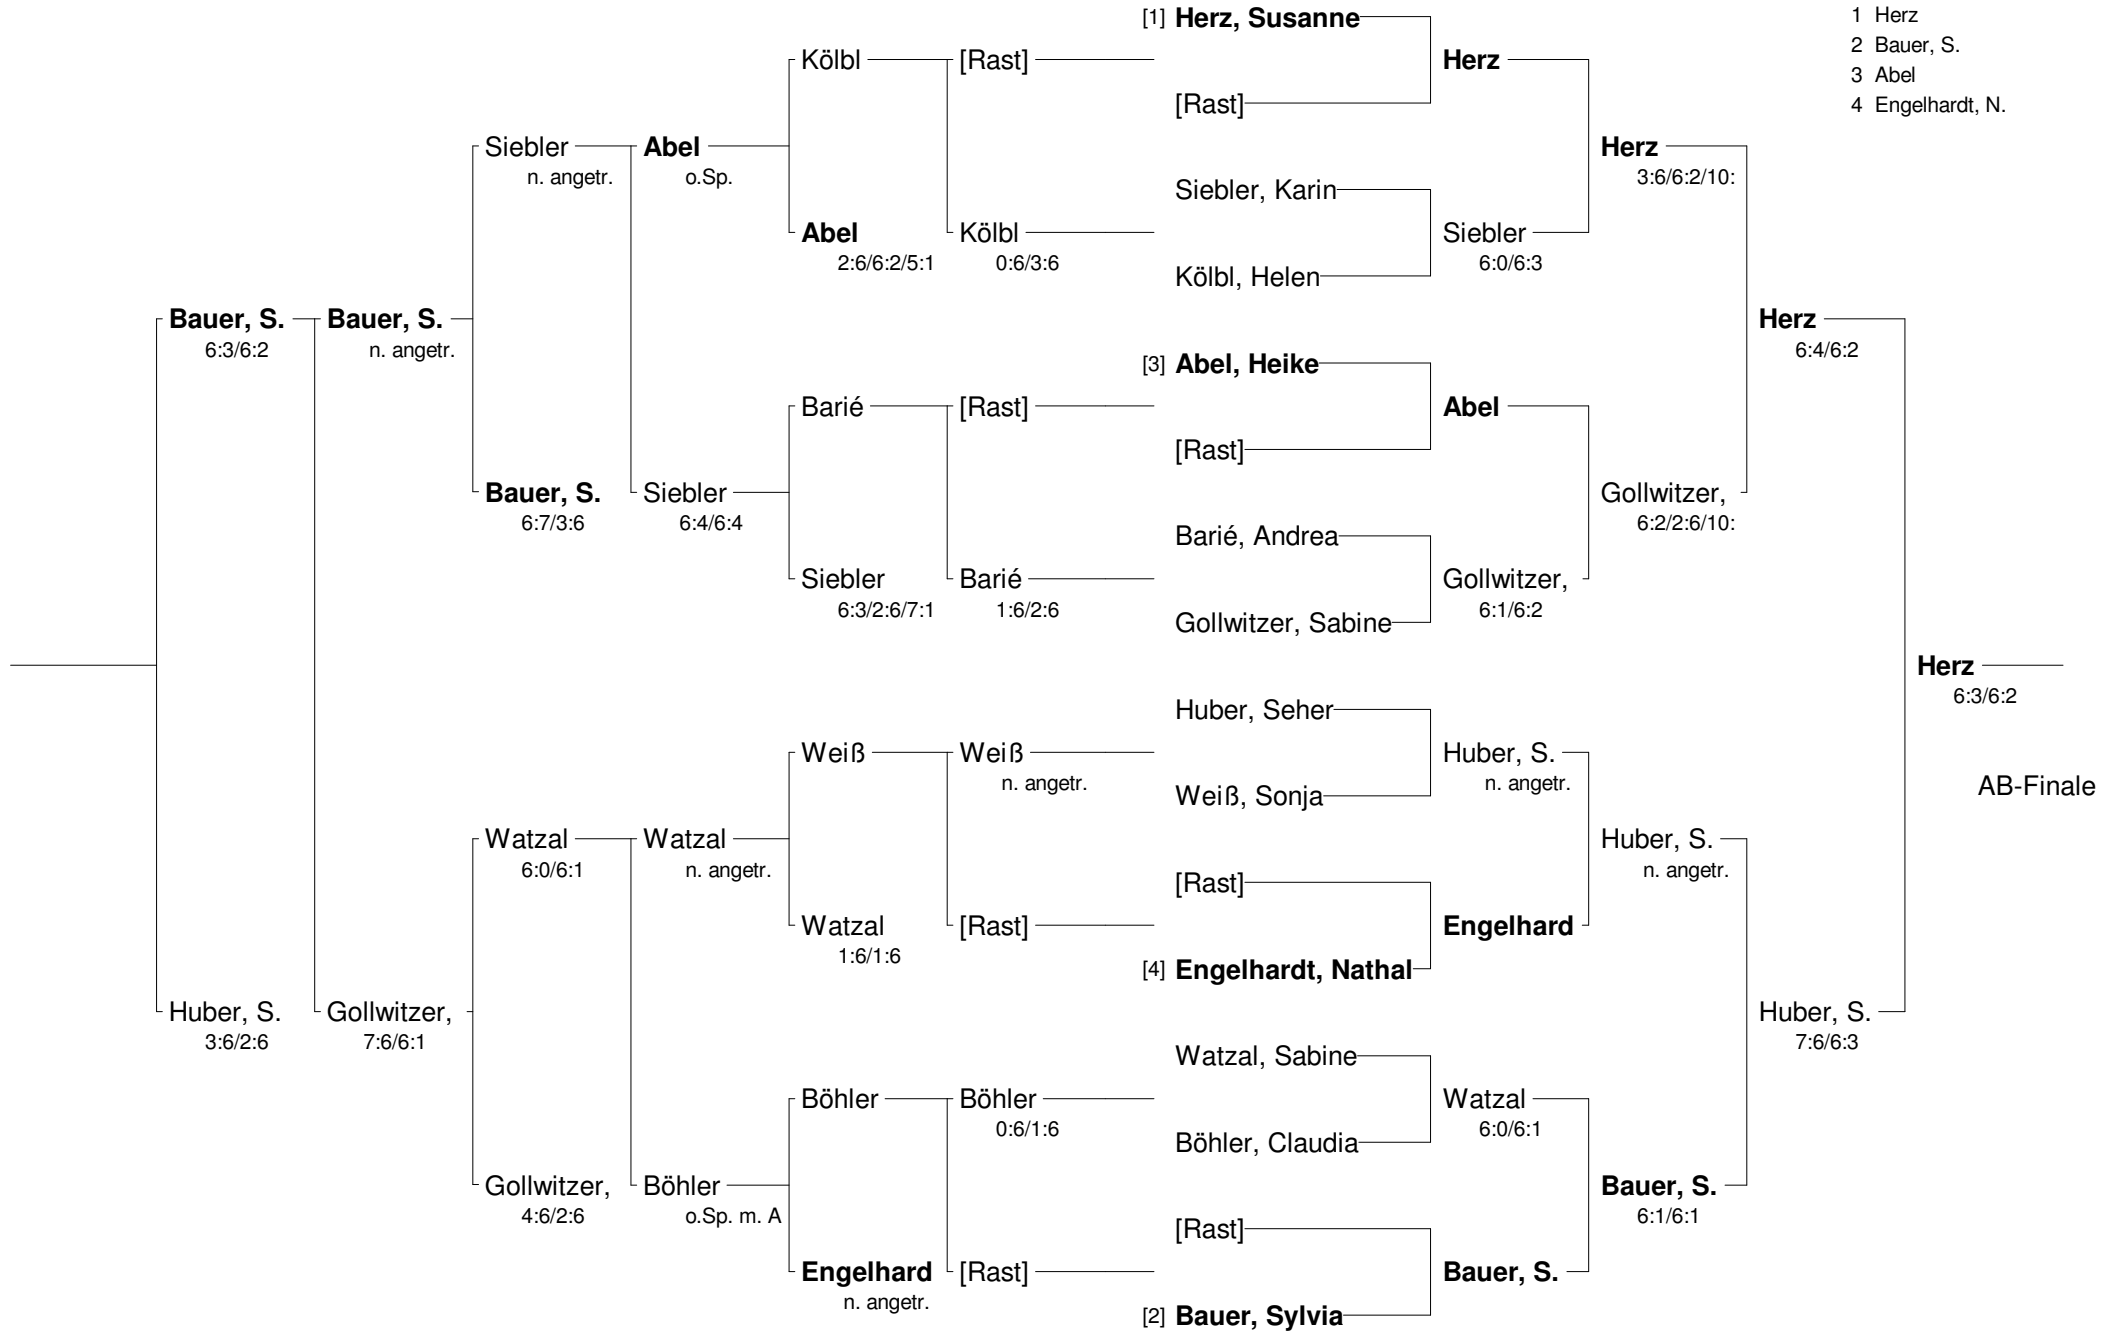 [1] Herz, Susanne
1 Herz
Kölbl [Rast] Herz
2 Bauer, S.
3 Abel
[Rast]
4 Engelhardt, N.
Siebler Abel Herz
n. angetr. o.Sp. 3:6/6:2/10:
Siebler, Karin
Abel Kölbl Siebler
2:6/6:2/5:1 0:6/3:6 6:0/6:3
Kölbl, Helen
Bauer, S. Bauer, S. Herz
6:3/6:2 n. angetr. 6:4/6:2
[3] Abel, Heike
Barié [Rast] Abel
[Rast]
Bauer, S. Siebler Gollwitzer,
6:7/3:6 6:4/6:4 6:2/2:6/10:
Barié, Andrea
Siebler Barié Gollwitzer,
6:3/2:6/7:1 1:6/2:6 6:1/6:2
Gollwitzer, Sabine
Herz
6:3/6:2
Huber, Seher
Weiß Weiß Huber, S.
n. angetr. n. angetr.
AB-Finale
Weiß, Sonja
Watzal Watzal Huber, S.
6:0/6:1 n. angetr. n. angetr.
[Rast]
Watzal [Rast] Engelhard
1:6/1:6
[4] Engelhardt, Nathal
Huber, S. Gollwitzer, Huber, S.
3:6/2:6 7:6/6:1 7:6/6:3
Watzal, Sabine
Böhler Böhler Watzal
0:6/1:6 6:0/6:1
Böhler, Claudia
Gollwitzer, Böhler Bauer, S.
4:6/2:6 o.Sp. m. A 6:1/6:1
[Rast]
Engelhard [Rast] Bauer, S.
n. angetr.
[2] Bauer, Sylvia